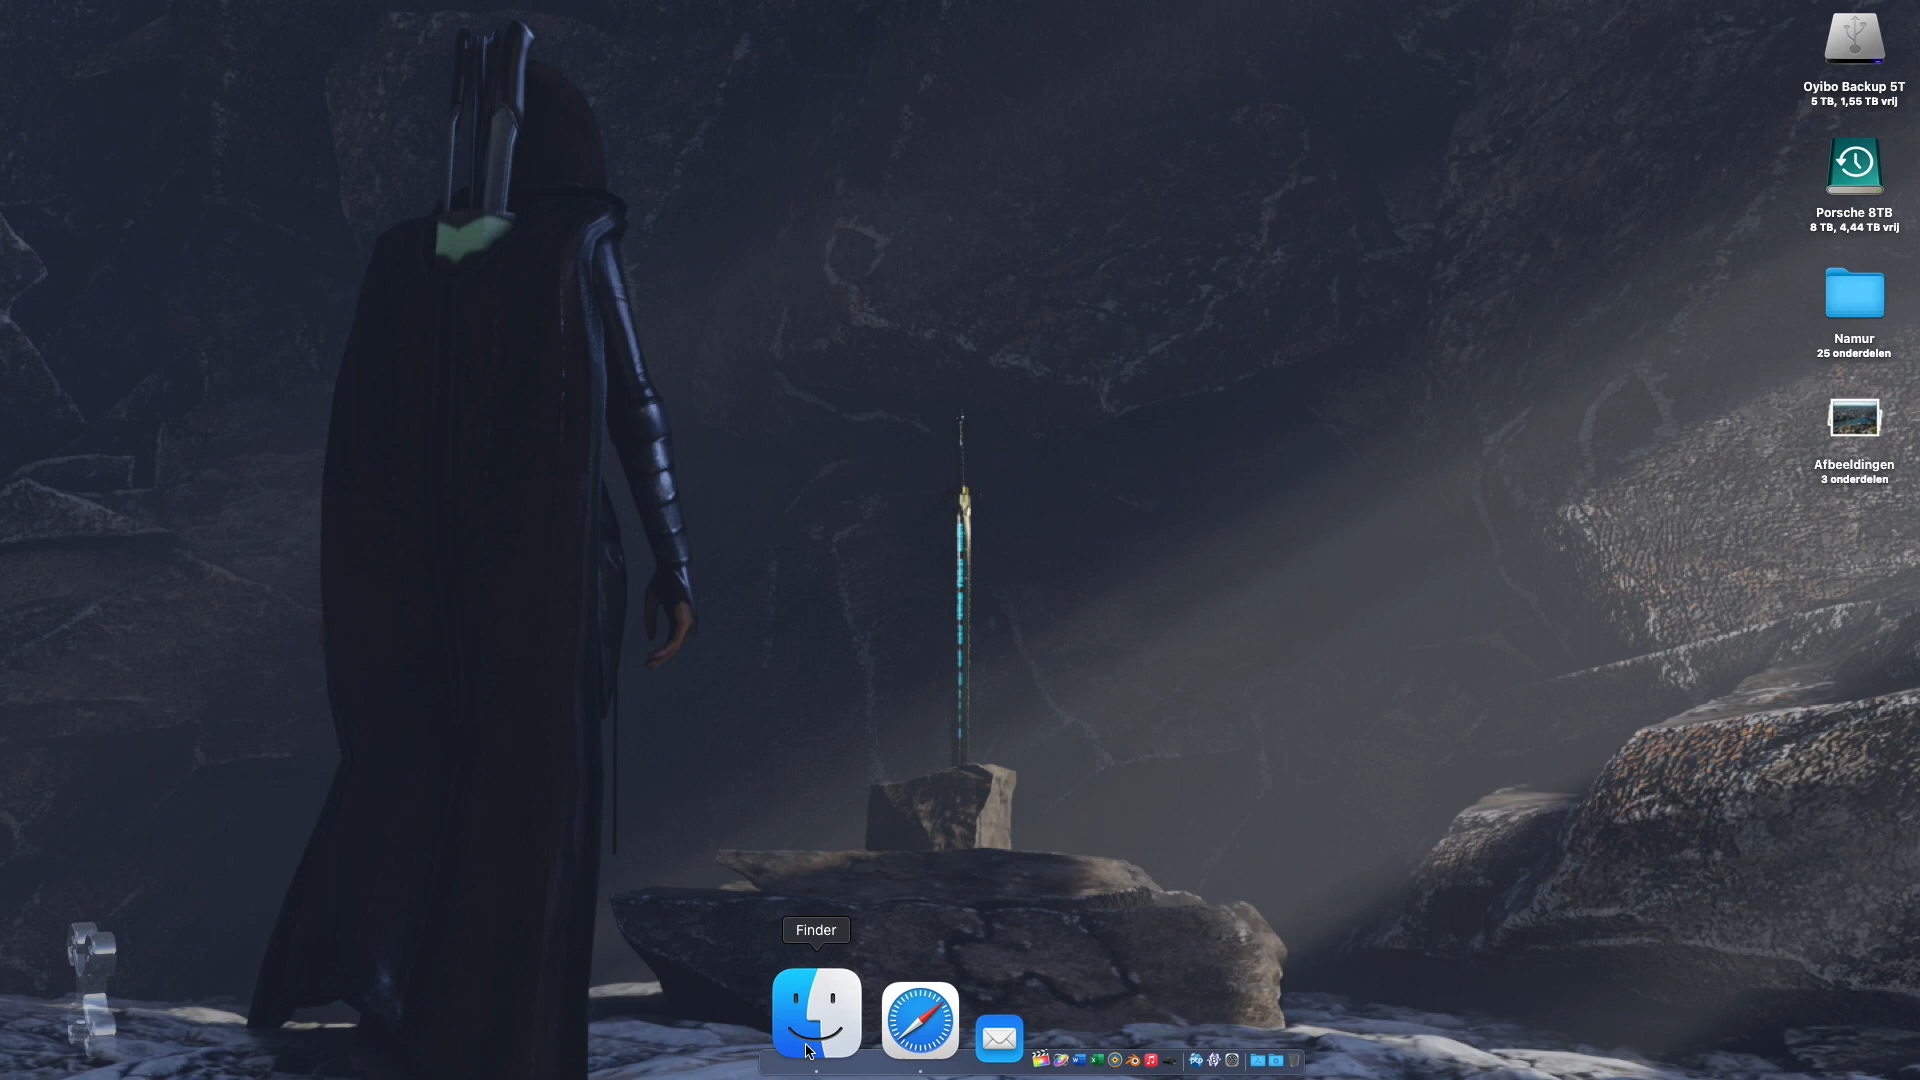 Oyibo Backup 5T
5 TB, 1,55 TB vrij
Porsche 8TB
8 TB, 4,44 TB vrij
Namur
25 onderdelen
Afbeeldingen
3 onderdelen
Finder